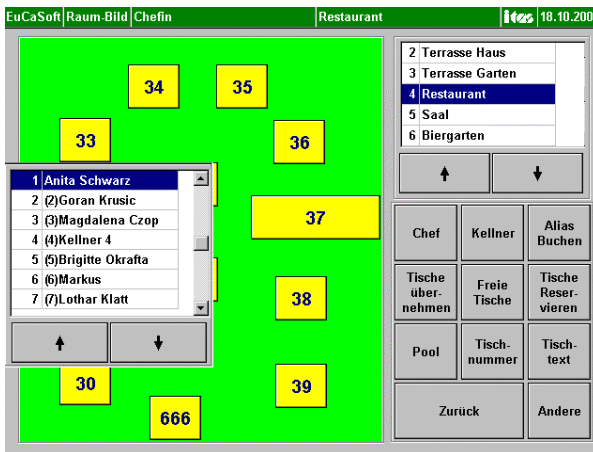 EuCaSoft Raum-Bild Chefin Restaurant itos 18.10.200
34 35
33
36
37
38
30
39
666
1 Anita Schwarz
2 (2)Goran Krusic
3 (3)Magdalena Czop
4 (4)Kellner 4
5 (5)Brigitte Okrafta
6 (6)Markus
7 (7)Lothar Klatt
2 Terrasse Haus
3 Terrasse Garten
4 Restaurant
5 Saal
6 Biergarten
Chef Kellner Alias
Buchen
Tische
über-
nehmen
Freie
Tische
Tische
Reser-
vieren
Pool
Tisch-
nummer
Tisch-
text
Zurück Andere